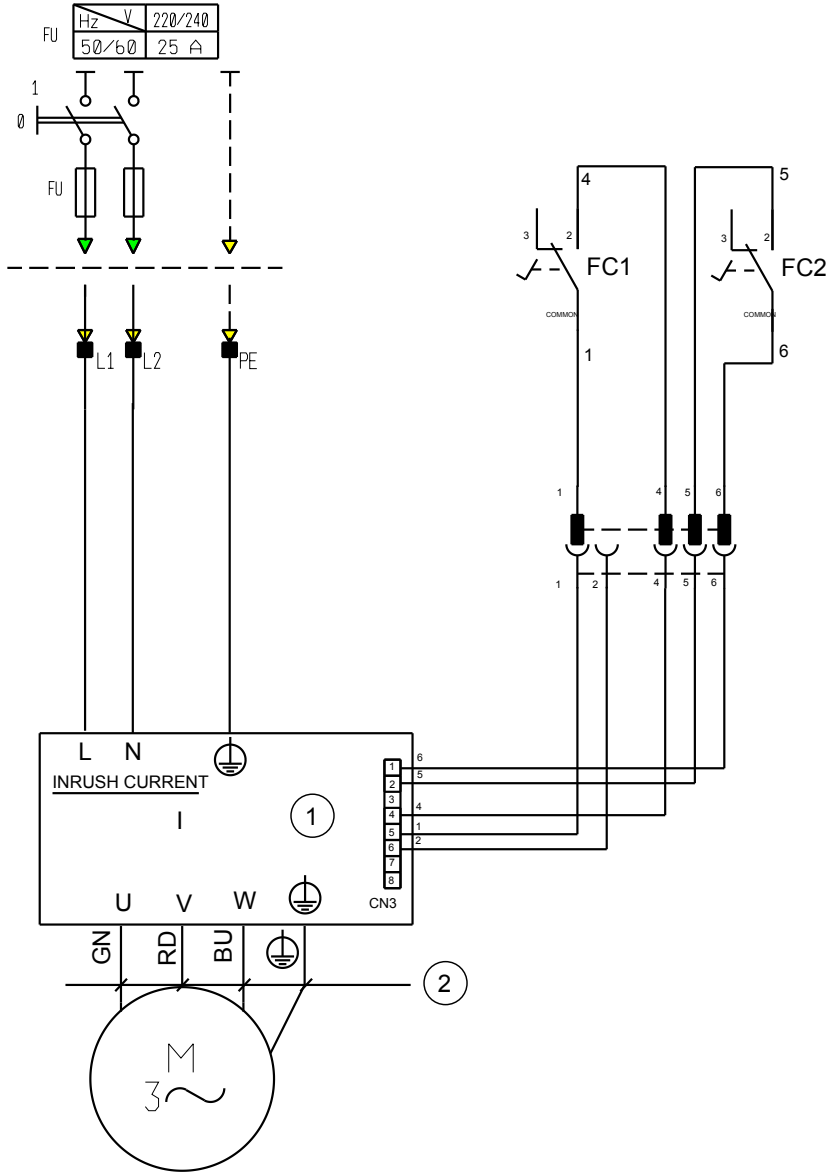 Hz V 220/240
FU
50/60 25 A
1
0
FU
4
5
3 2
FC1
3 2
FC2
COMMON
COMMON
L1 L2 PE
1
6
1 4 5 6
1 2 4 5 6
L N
INRUSH CURRENT
I
1
1 6
2 5
3
4 4
5 1
6 2
7
8
CN3
U V W
GN RD BU
2
M
3